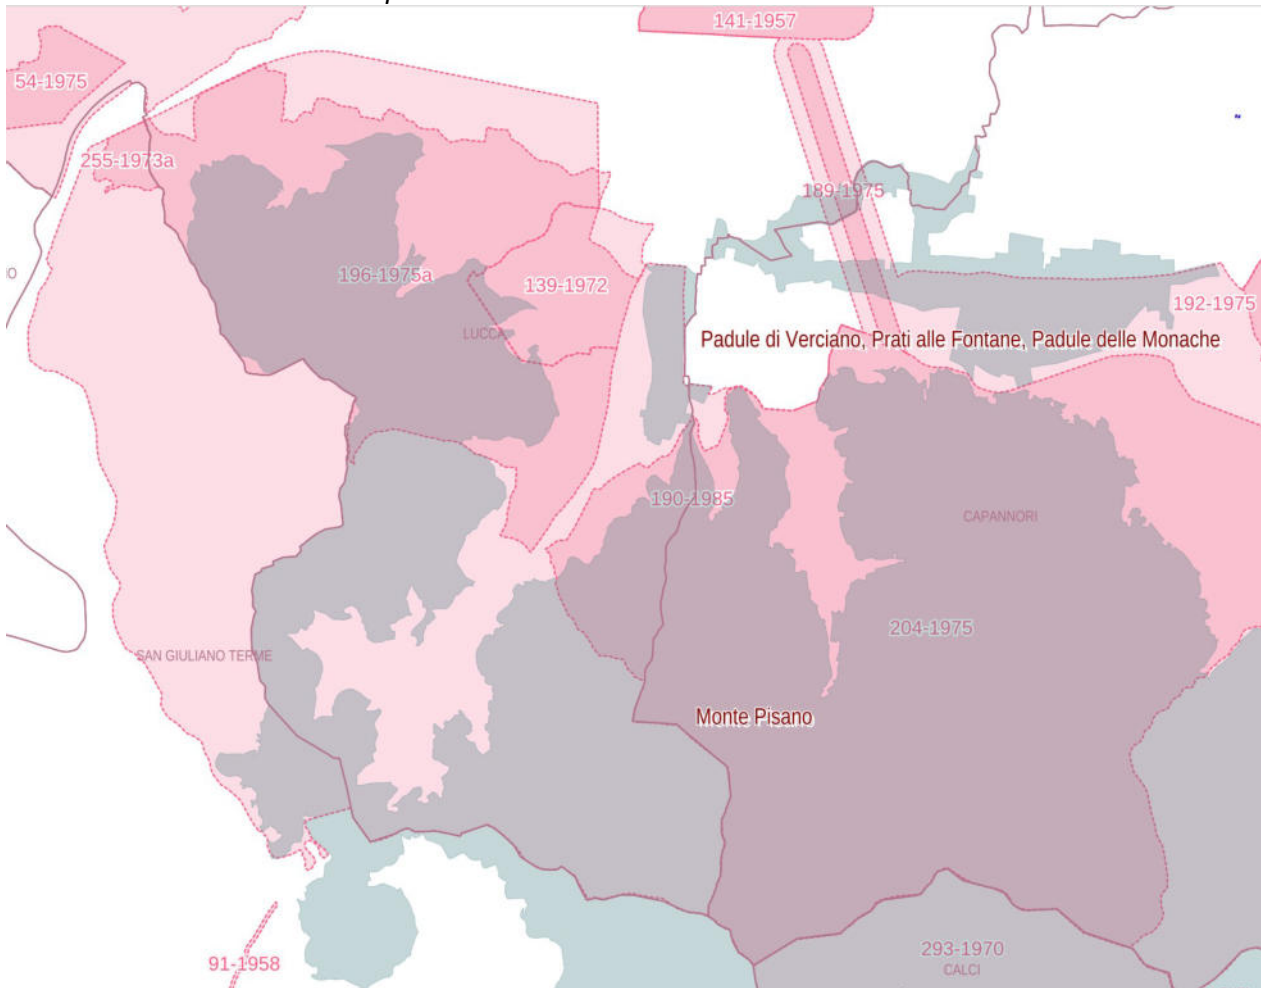 141-1957
54-1975
255-1973a
189-1975
196-1975a
139-1972
192-1975
LUCCA
Padule di Verciano, Prati alle Fontane, Padule delle Monache
190-1985
CAPANNORI
204-1975
SAN GIULIANO TERME
Monte Pisano
293-1970
91-1958
CALCI